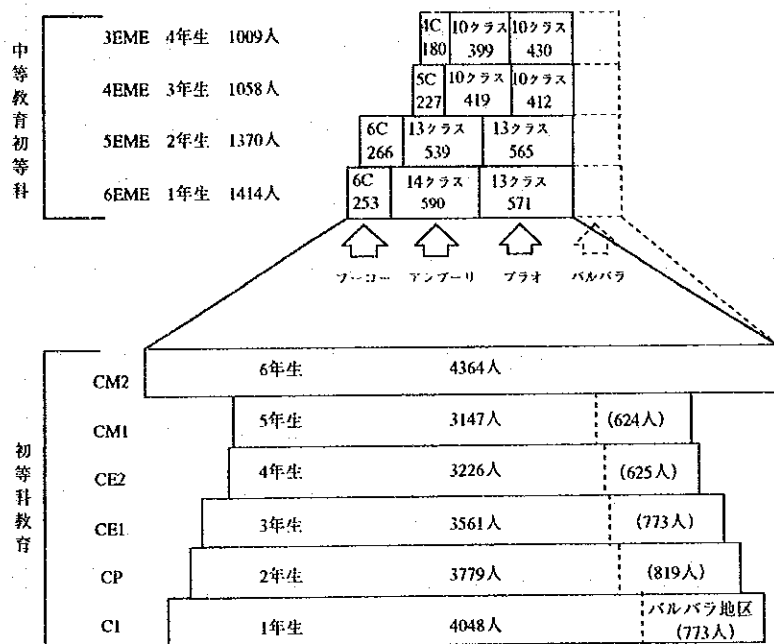 中等教育初等科
3EME 4年生 1009人
4C 10クラス 10クラス
180 399 430
4EME 3年生 1058人
5C 10クラス 10クラス
227 419 412
5EME 2年生 1370人
6C 13クラス 13クラス
266 539 565
6EME 1年生 1414人
6C 14クラス 13クラス
253 590 571
フーコー アンブーリ ブラオ バルバラ
初等科教育
CM2 6年生 4364人
CM1 5年生 3147人 (624人)
CE2 4年生 3226人 (625人)
CE1 3年生 3561人 (773人)
CP 2年生 3779人 (819人)
C1 1年生 4048人 バルバラ地区
(773人)